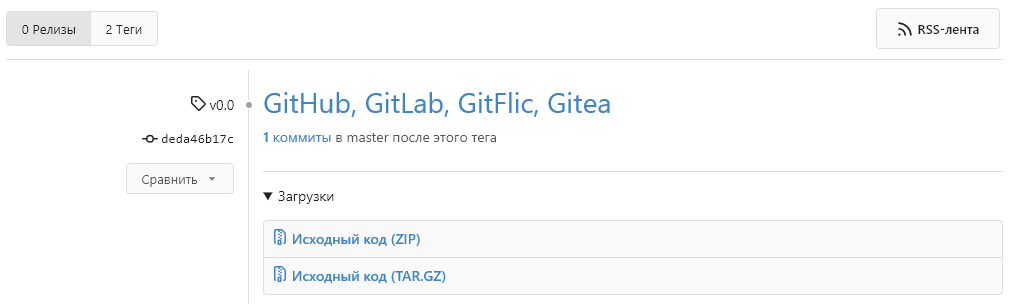 0 Релизы 2 Теги RSS-лента
v0.0 GitHub, GitLab, GitFlic, Gitea
deda46b17c 1 коммиты в master после этого тега
Сравнить
Загрузки
Исходный код (ZIP)
Исходный код (TAR.GZ)